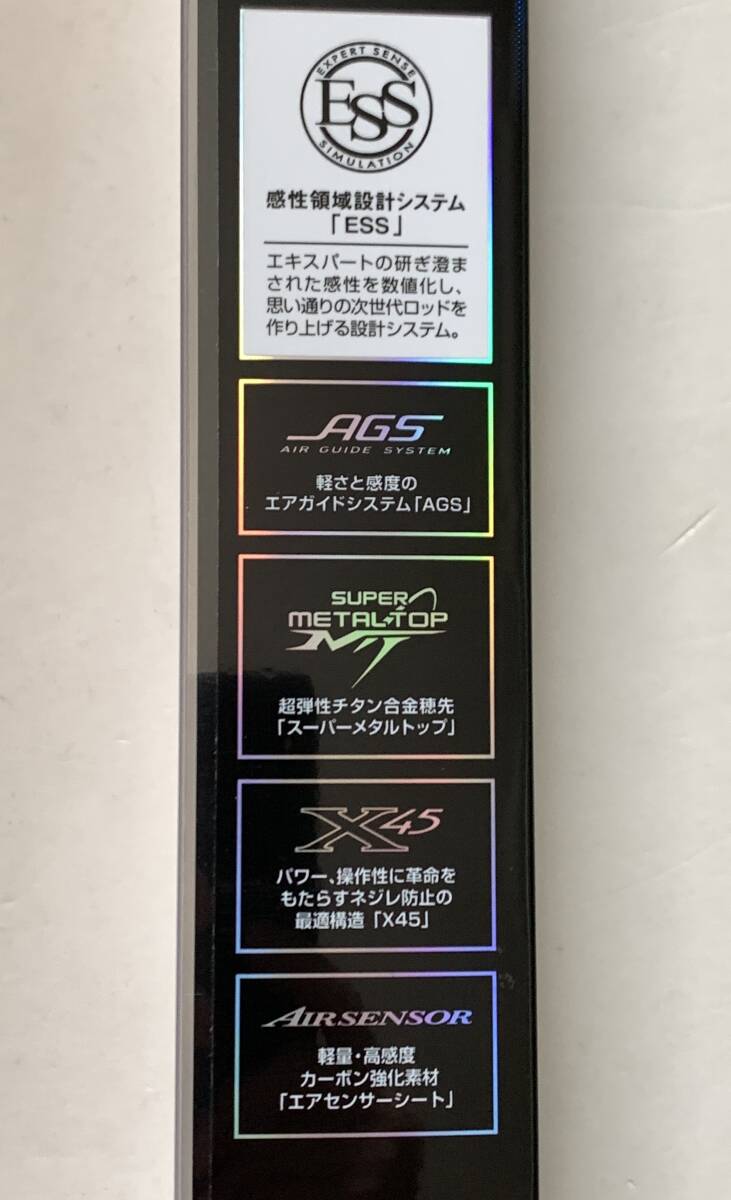 EXPERT SENSE
ESS
SIMULATION
感性領域設計システム
「ESS」
エキスパートの研ぎ澄ま
された感性を数値化し、
思い通りの次世代ロッドを
作り上げる設計システム。
AGS
AIR GUIDE SYSTEM
軽さと感度の
エアガイドシステム「AGS」
SUPER
METAL TOP
MT
超弾性チタン合金穂先
「スーパーメタルトップ」
X45
パワー、操作性に革命を
もたらすネジレ防止の
最適構造「X45」
AIRSENSOR
軽量・高感度
カーボン強化素材
「エアセンサーシート」